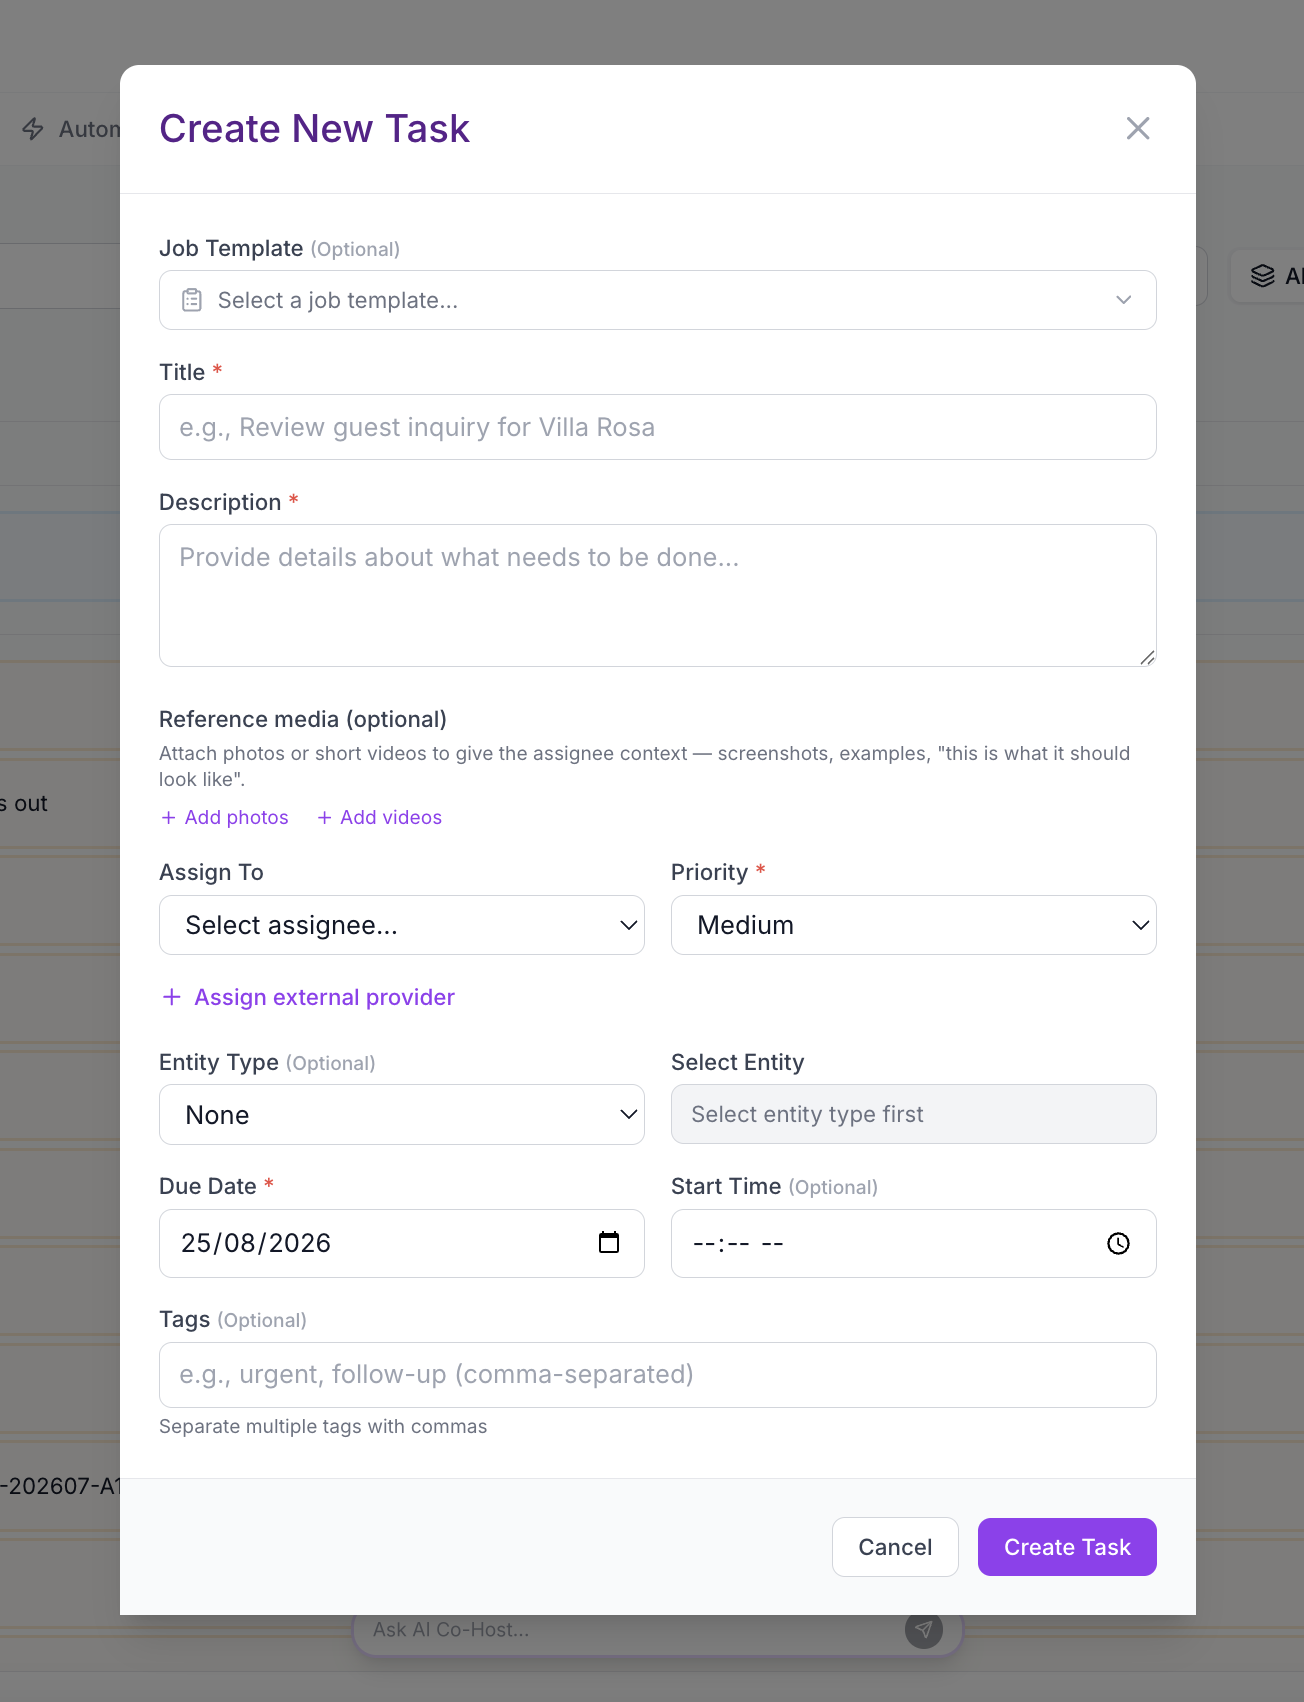 Autom
Create New Task
Al
Job Template (Optional)
Select a job template...
Title *
e.g., Review guest inquiry for Villa Rosa
Description *
Provide details about what needs to be done...
Reference media (optional)
Attach photos or short videos to give the assignee context — screenshots, examples, "this is what it should
look like".
+ Add photos + Add videos
s out
Assign To Priority *
Select assignee... Medium
+ Assign external provider
Entity Type (Optional) Select Entity
None Select entity type first
Due Date * Start Time (Optional)
25/08/2026 --:-- --
Tags (Optional)
e.g., urgent, follow-up (comma-separated)
Separate multiple tags with commas
-202607-A1
Cancel Create Task
Ask AI Co-Host...